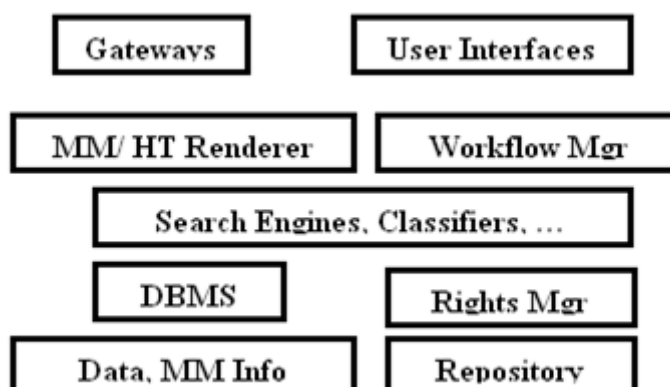 Gateways
User Interfaces
MM/ HT Renderer
Workflow Mgr
Search Engines, Classifiers, ...
DBMS
Rights Mgr
Data, MM Info
Repository